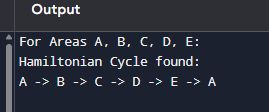 Output
For Areas A, B, C, D, E:
Hamiltonian Cycle found:
A -> B -> C -> D -> E -> A